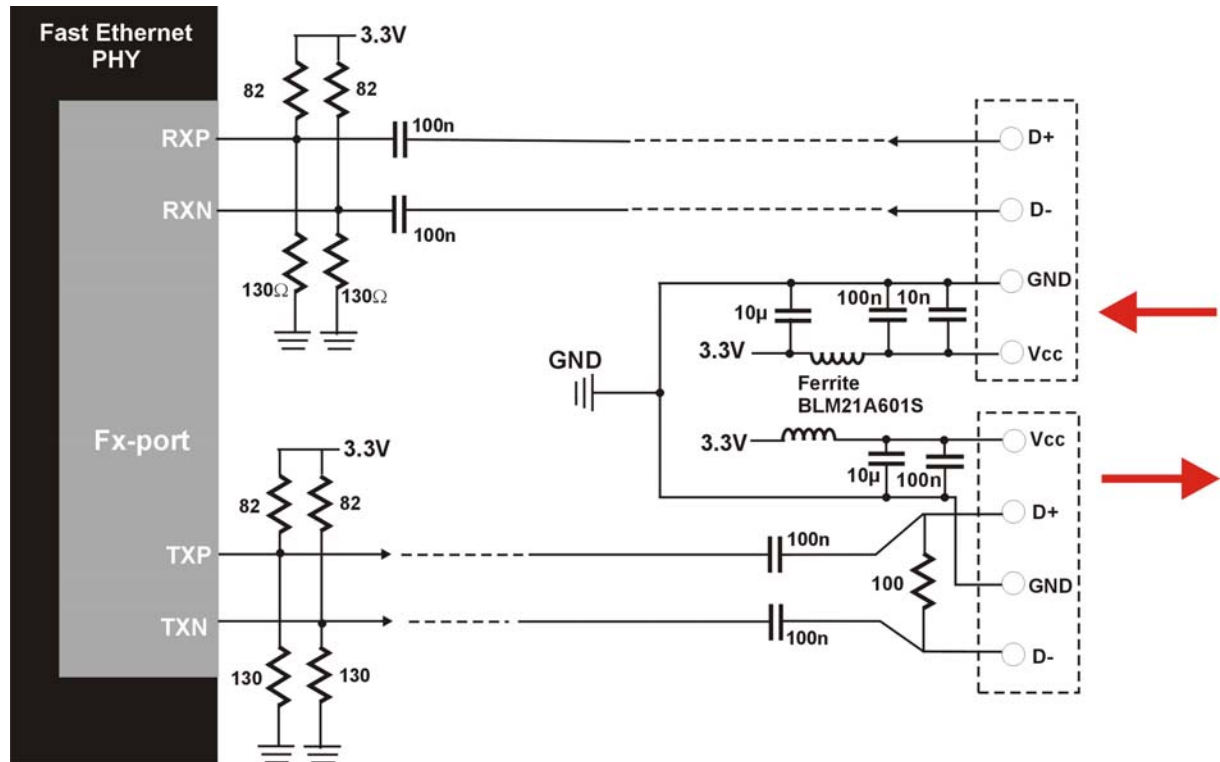 Fast Ethernet
PHY
3.3V
82
82
RXP
100n
D+
RXN
100n
D-
130Ω
130Ω
GND
10µ
100n
10n
3.3V
Vcc
GND
Ferrite
BLM21A601S
Fx-port
3.3V
Vcc
3.3V
10µ
100n
82
82
D+
TXP
100n
100
GND
TXN
100n
D-
130
130